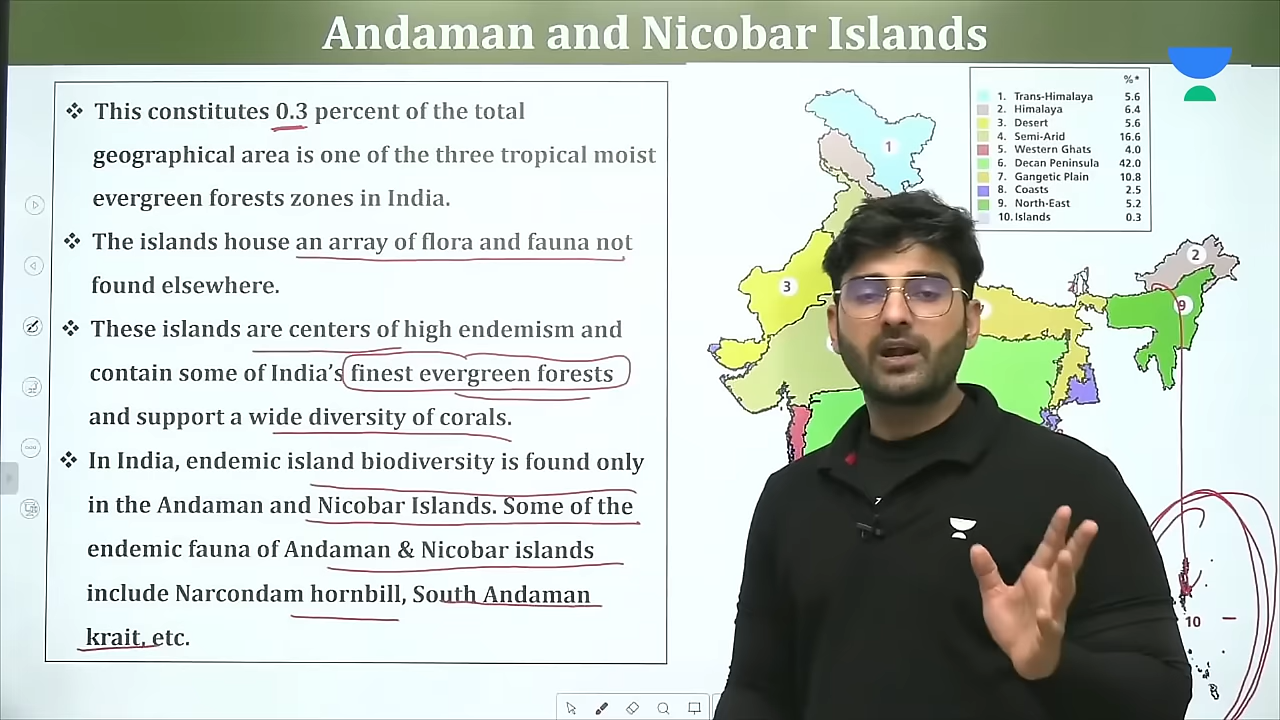 Andaman and Nicobar Islands
❖ This constitutes 0.3 percent of the total
geographical area is one of the three tropical moist
evergreen forests zones in India.
❖ The islands house an array of flora and fauna not
found elsewhere.
❖ These islands are centers of high endemism and
contain some of India's finest evergreen forests
and support a wide diversity of corals.
❖ In India, endemic island biodiversity is found only
in the Andaman and Nicobar Islands. Some of the
endemic fauna of Andaman & Nicobar islands
include Narcondam hornbill, South Andaman
krait, etc.
%*
1. Trans-Himalaya 5.6
2. Himalaya 6.4
3. Desert 5.6
4. Semi-Arid 16.6
5. Western Ghats 4.0
6. Decan Peninsula 42.0
7. Gangetic Plain 10.8
8. Coasts 2.5
9. North-East 5.2
10. Islands 0.3
1
2
3
9
10